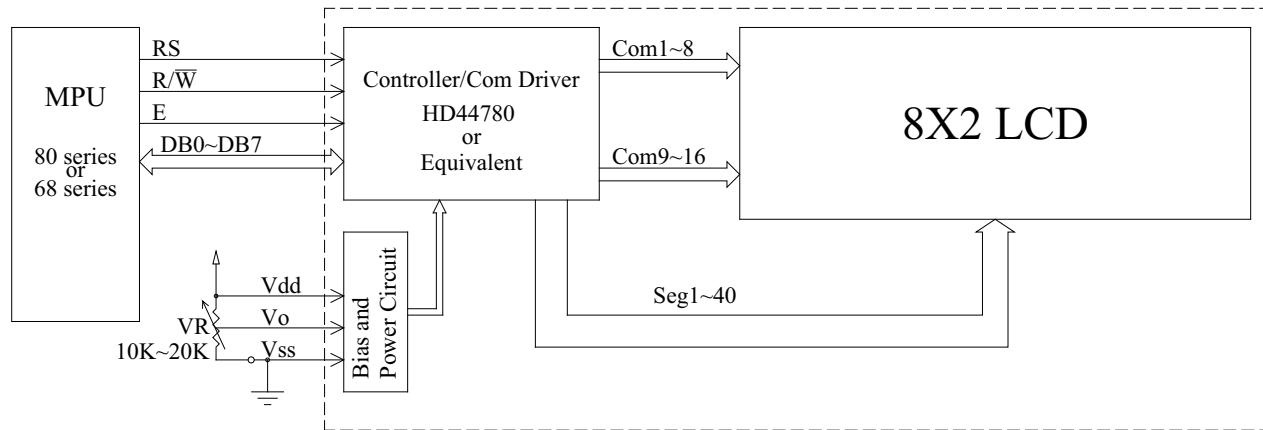 MPU
80 series
or
68 series
RS
R/W̅
E
DB0~DB7
Controller/Com Driver
HD44780
or
Equivalent
Com1~8
Com9~16
8X2 LCD
Seg1~40
Vdd
Vo
VR
10K~20K
Vss
Bias and
Power Circuit